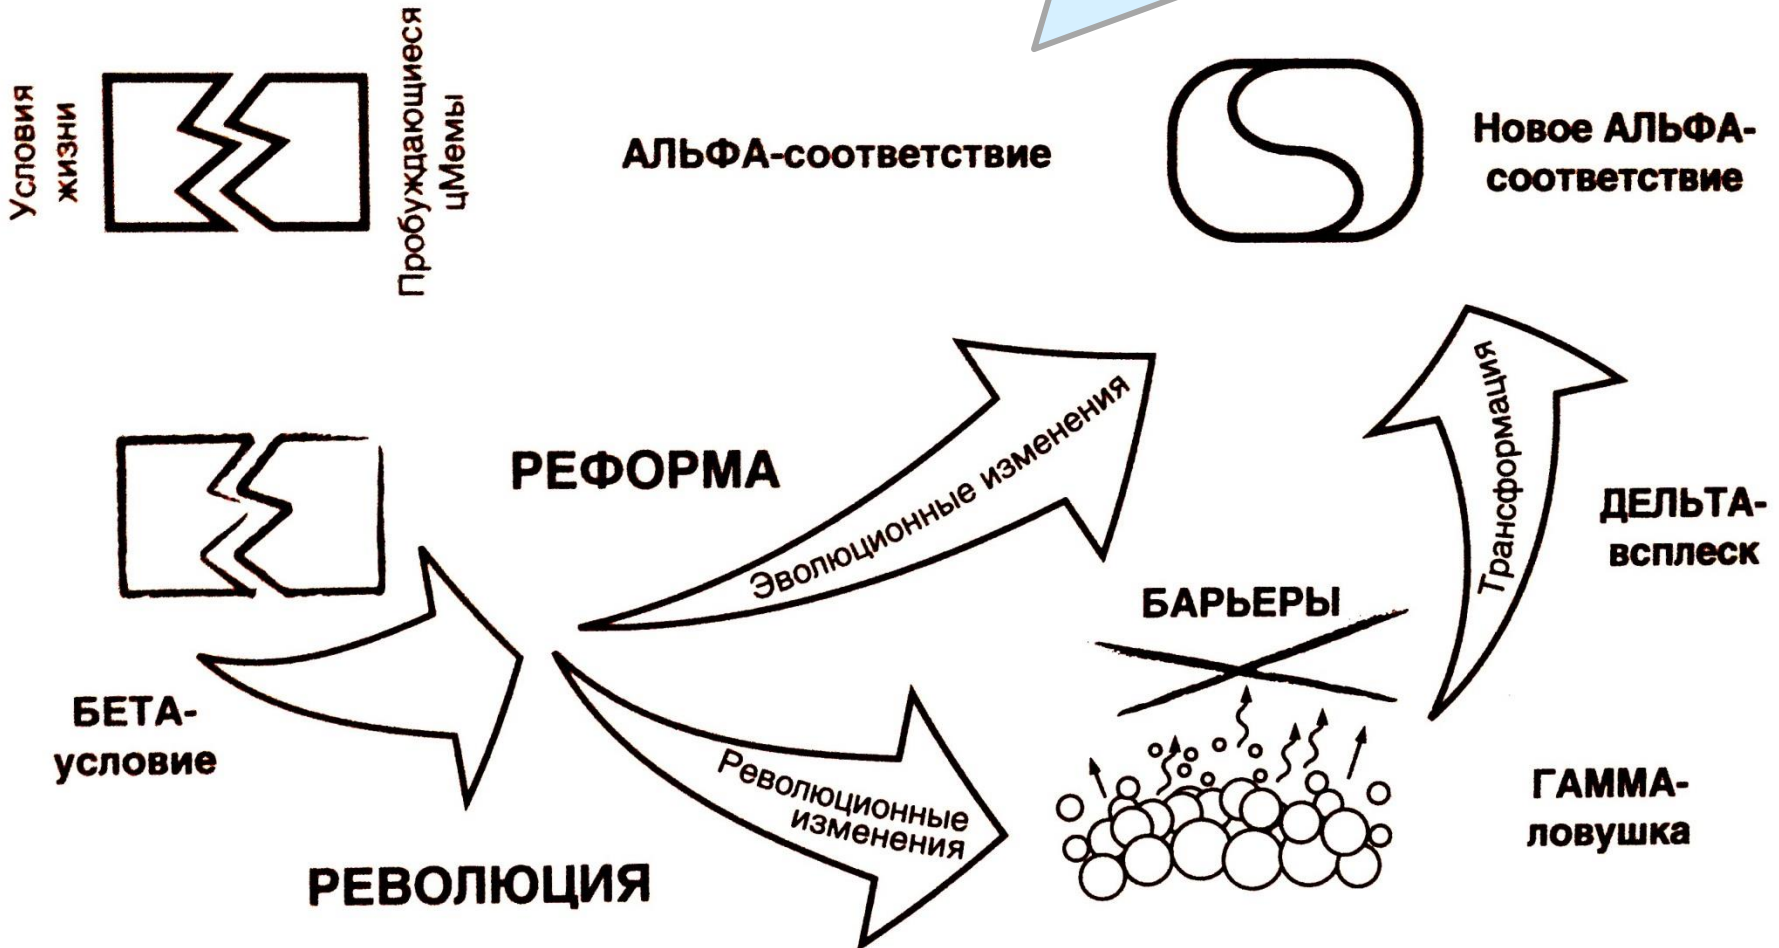 Условия
жизни
Пробуждающиеся
цМемы
АЛЬФА-соответствие
Новое АЛЬФА-
соответствие
РЕФОРМА
Эволюционные изменения
Трансформация
ДЕЛЬТА-
всплеск
БАРЬЕРЫ
БЕТА-
условие
Революционные
изменения
ГАММА-
ловушка
РЕВОЛЮЦИЯ